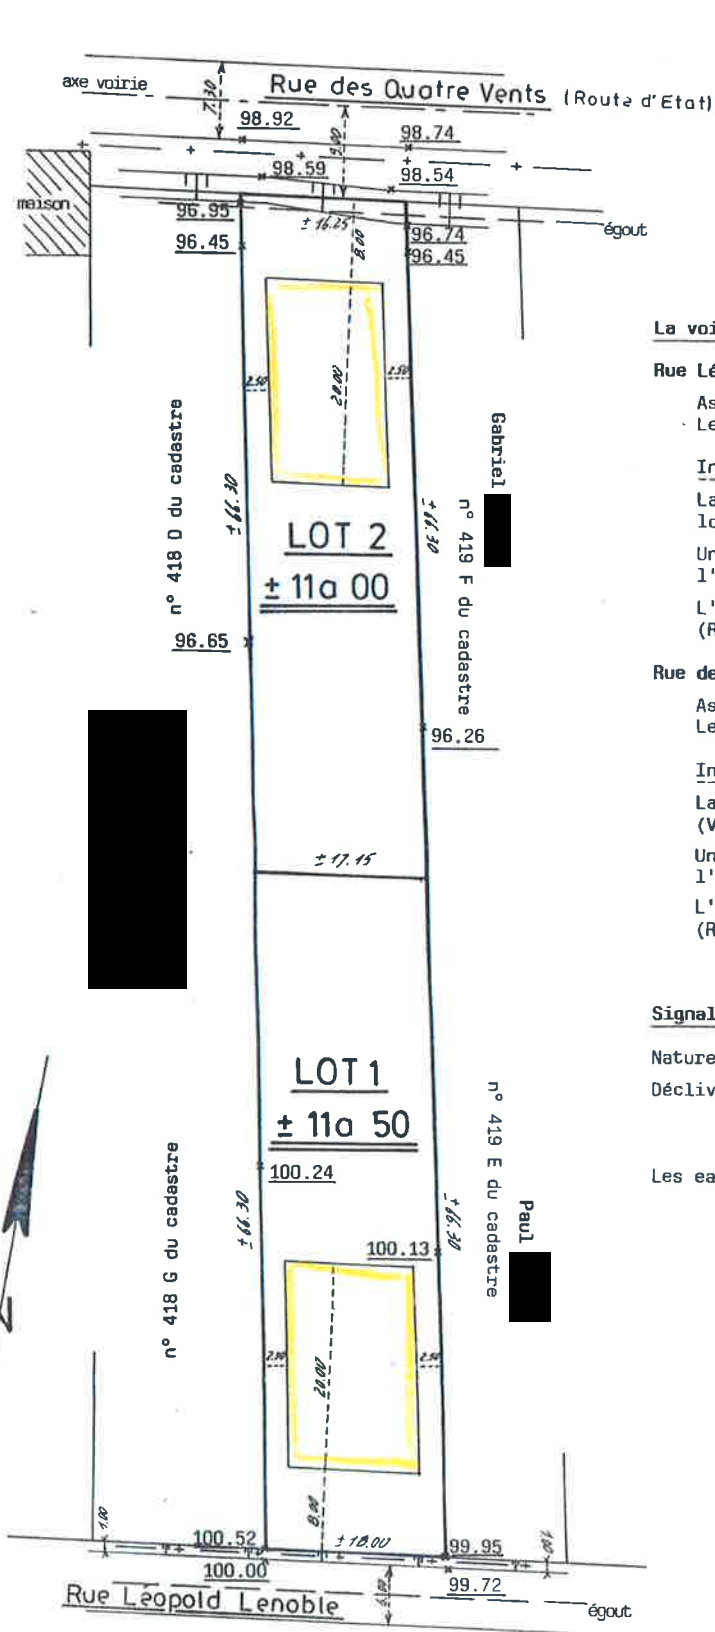 axe voirie
7.30
Rue des Quatre Vents (Route d'Etat)
98.92
9.00
98.74
98.59
98.54
maison
96.95
± 16.25
96.74
égout
96.45
8.00
96.45
2.50
20.00
2.50
La voi
Rue Lé
As
Le
In
La
lo
Un
l'
L'
(R
n° 418 D du cadastre
± 66.30
± 66.30
n° 419 F du cadastre
Gabriel
LOT 2
± 11a 00
96.65
96.26
Rue de
As
Le
In
La
(V
Un
l'
L'
(R
± 17.15
Signal
Nature
Décliv
Les ea
LOT 1
± 11a 50
100.24
n° 418 G du cadastre
± 66.30
± 66.30
n° 419 E du cadastre
Paul
100.13
2.50
20.00
2.50
8.00
1.00
100.52
± 18.00
99.95
1.00
100.00
99.72
Rue Léopold Lenoble
6.00
égout